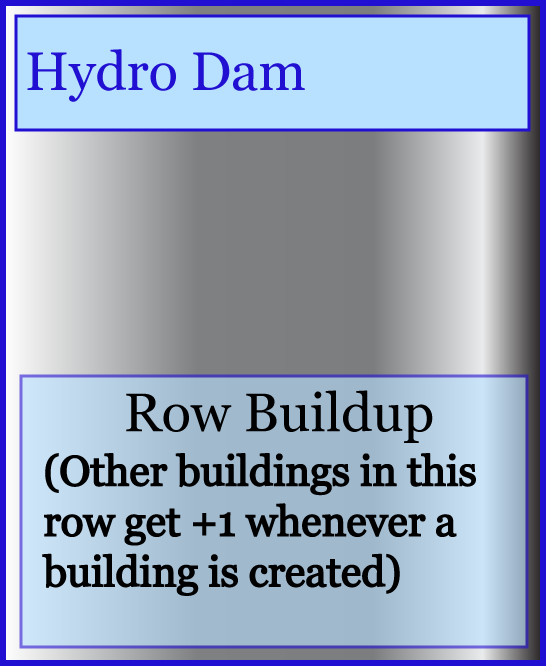 Hydro Dam
Row Buildup
(Other buildings in this
row get +1 whenever a
building is created)